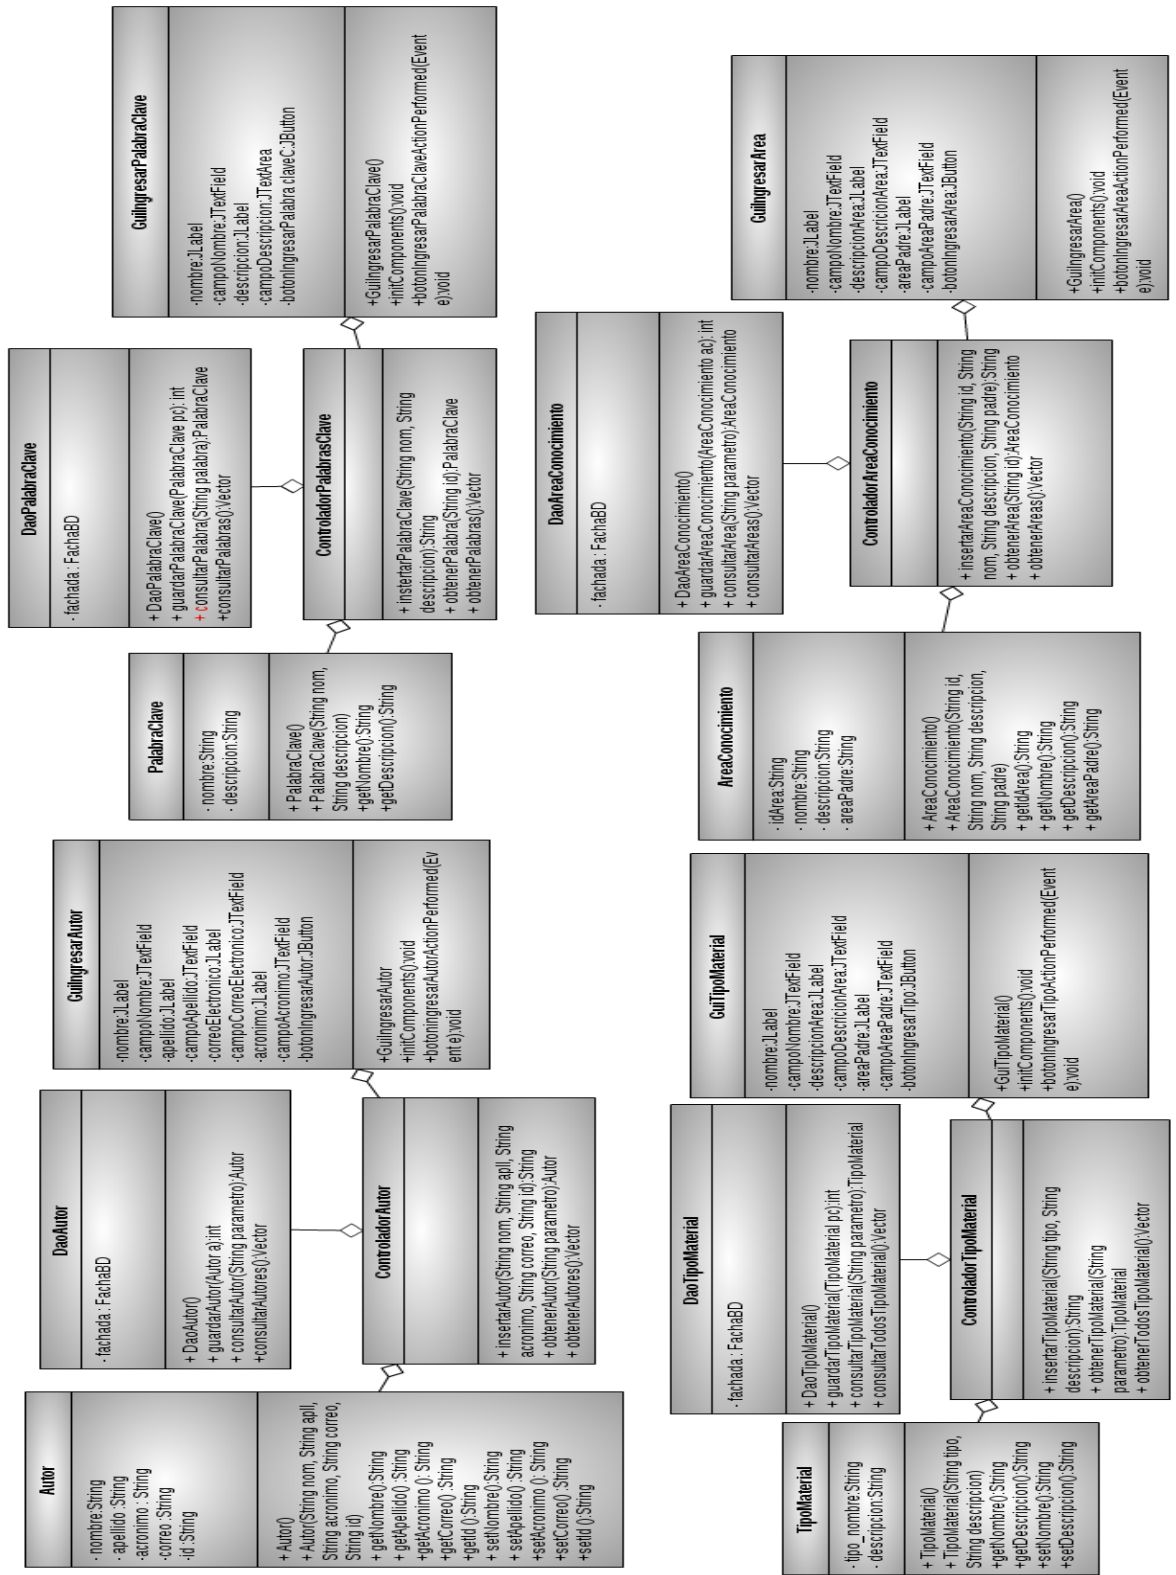 Autor
- nombre:String
- apellido :String
-acronimo : String
-correo :String
-id :String
+ Autor()
+ Autor(String nom, String apll,
String acronimo, String correo,
String id)
+ getNombre():String
+ getApellido() :String
+getAcronimo (): String
+getCorreo() :String
+getId ():String
+ setNombre():String
+ setApellido() :String
+setAcronimo (): String
+setCorreo() :String
+setId ():String
DaoAutor
- fachada : FachaBD
+ DaoAutor()
+ guardarAutor(Autor a):int
+ consultarAutor(String parametro):Autor
+consultarAutores():Vector
ControladorAutor
+ insertarAutor(String nom, String apll, String
acronimo, String correo, String id):String
+ obtenerAutor(String parametro):Autor
+ obtenerAutores():Vector
GuiIngresarAutor
-nombre:JLabel
-campoNombre:JTextField
-apellido:JLabel
-campoApellido:JTextField
-correoElectronico:JLabel
-campoCorreoElectronico:JTextField
-acronimo:JLabel
-campoAcronimo:JTextField
-botonIngresarAutor:JButton
+GuiIngresarAutor
+initComponents():void
+botoningresarAutorActionPerformed(Ev
ent e):void
PalabraClave
- nombre:String
- descripcion:String
+ PalabraClave()
+ PalabraClave(String nom,
String descripcion)
+getNombre():String
+getDescripcion():String
DaoPalabraClave
- fachada : FachaBD
+ DaoPalabraClave()
+ guardarPalabraClave(PalabraClave pc): int
+ consultarPalabra(String palabra):PalabraClave
+consultarPalabras():Vector
ControladorPalabrasClave
+ instertarPalabraClave(String nom, String
descripcion):String
+ obtenerPalabra(String id):PalabraClave
+ obtenerPalabras():Vector
GuiIngresarPalabraClave
-nombre:JLabel
-campoNombre:JTextField
-descripcion:JLabel
-campoDescripcion:JTextArea
-botonIngresarPalabra claveC:JButton
+GuiIngresarPalabraClave()
+initComponents():void
+botonIngresarPalabraClaveActionPerformed(Event
e):void
TipoMaterial
- tipo_nombre:String
- descripcion:String
+ TipoMaterial()
+ TipoMaterial(String tipo,
String descripcion)
+getNombre():String
+getDescripcion():String
+setNombre():String
+setDescripcion():String
DaoTipoMaterial
- fachada : FachaBD
+ DaoTipoMaterial()
+ guardarTipoMaterial(TipoMaterial pc):int
+ consultarTipoMaterial(String parametro):TipoMaterial
+ consultarTodosTipoMaterial():Vector
ControladorTipoMaterial
+ insertarTipoMaterial(String tipo, String
descripcion):String
+ obtenerTipoMaterial(String
parametro):TipoMaterial
+ obtenerTodosTipoMaterial():Vector
GuiTipoMaterial
-nombre:JLabel
-campoNombre:JTextField
-descripcionArea:JLabel
-campoDescricionArea:JTextField
-areaPadre:JLabel
-campoAreaPadre:JTextField
-botonIngresarTipo:JButton
+GuiTipoMaterial()
+initComponents():void
+botonIngresarTipoActionPerformed(Event
e):void
AreaConocimiento
- idArea:String
- nombre:String
- descripcion:String
- areaPadre:String
+ AreaConocimiento()
+ AreaConocimiento(String id,
String nom, String descripcion,
String padre)
+ getIdArea():String
+ getNombre():String
+ getDescripcion():String
+ getAreaPadre():String
DaoAreaConocimiento
- fachada : FachaBD
+ DaoAreaConocimiento()
+ guardarAreaConocimiento(AreaConocimiento ac): int
+ consultarArea(String parametro):AreaConocimiento
+ consultarAreas():Vector
ControladorAreaConocimiento
+ insertarAreaConocimiento(String id, String
nom, String descripcion, String padre):String
+ obtenerArea(String id):AreaConocimiento
+ obtenerAreas():Vector
GuiIngresarArea
-nombre:JLabel
-campoNombre:JTextField
-descripcionArea:JLabel
-campoDescricionArea:JTextField
-areaPadre:JLabel
-campoAreaPadre:JTextField
-botonIngresarArea:JButton
+GuiIngresarArea()
+initComponents():void
+botonIngresarAreaActionPerformed(Event
e):void